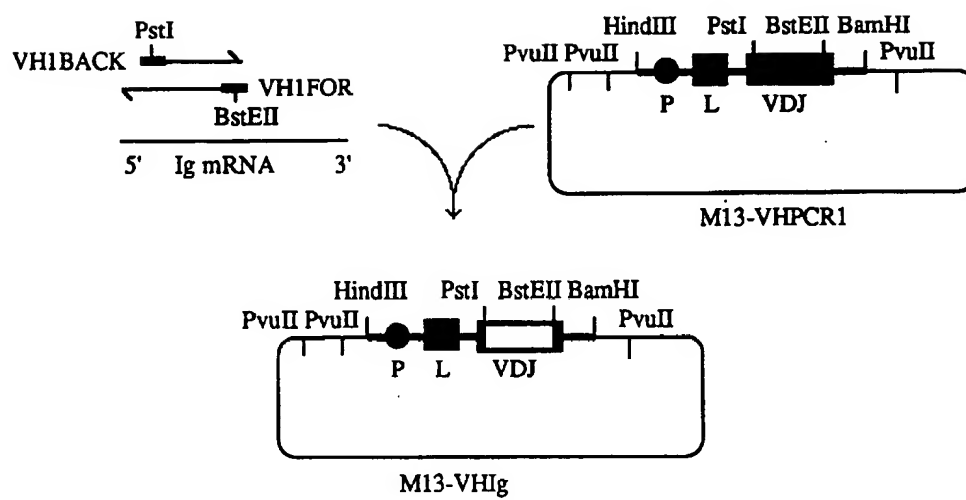 PstI
VH1BACK
VH1FOR
BstEII
5' Ig mRNA 3'
HindIII PstI BstEII BamHI
PvuII PvuII PvuII
P L VDJ
M13-VHPCR1
HindIII PstI BstEII BamHI
PvuII PvuII PvuII
P L VDJ
M13-VHIg